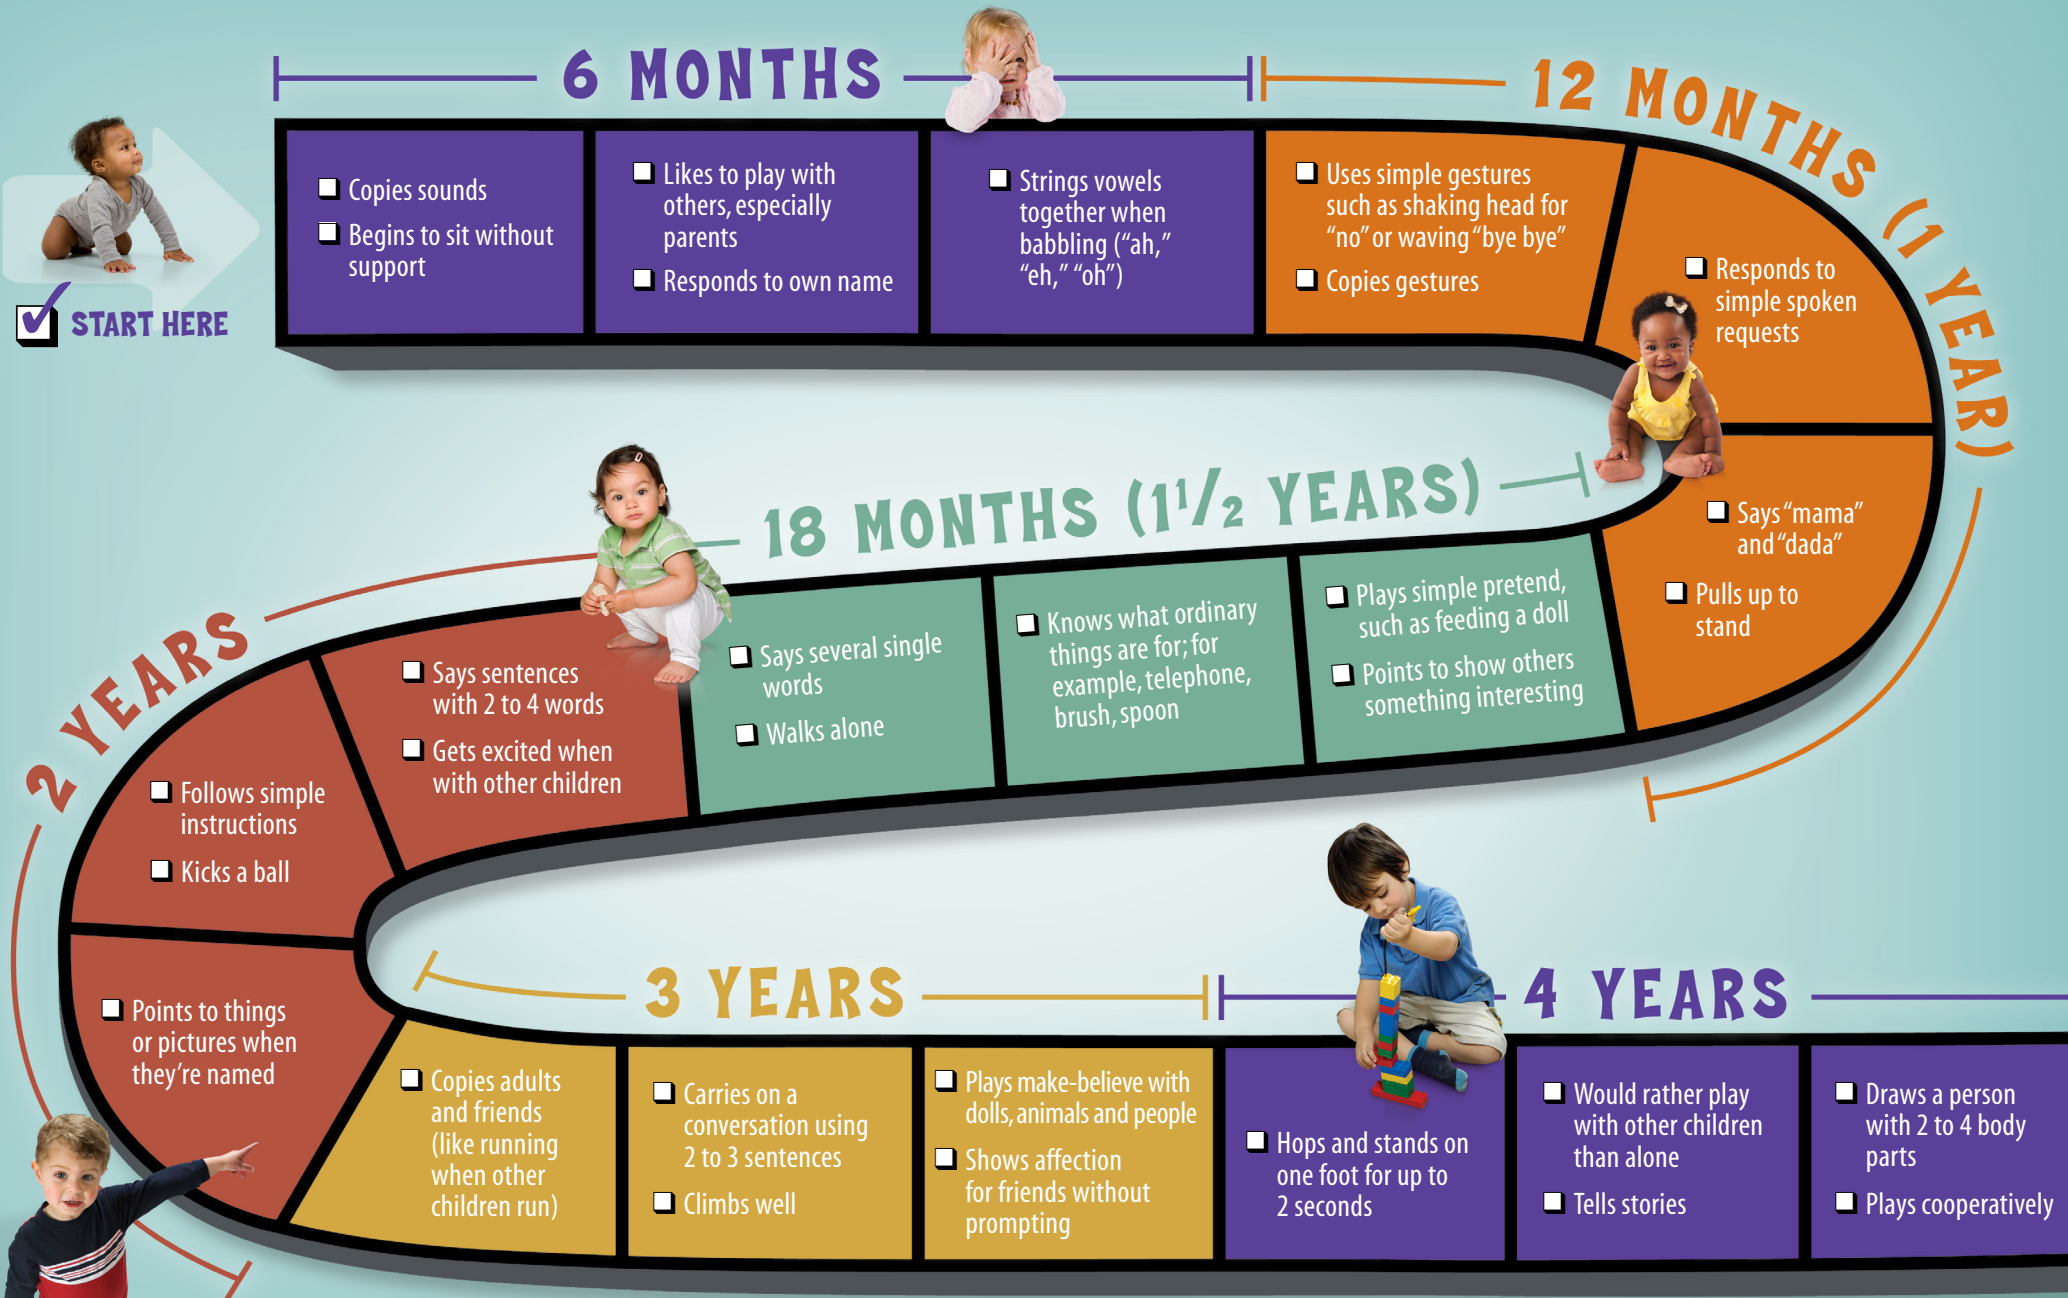 6 MONTHS
12 MONTHS (1 YEAR)
START HERE
Copies sounds
Begins to sit without
support
Likes to play with
others, especially
parents
Responds to own name
Strings vowels
together when
babbling (“ah,”
“eh,” “oh”)
Uses simple gestures
such as shaking head for
“no” or waving “bye bye”
Copies gestures
Responds to
simple spoken
requests
Says “mama”
and “dada”
Pulls up to
stand
18 MONTHS (1 1/2 YEARS)
Plays simple pretend,
such as feeding a doll
Points to show others
something interesting
Knows what ordinary
things are for; for
example, telephone,
brush, spoon
Says several single
words
Walks alone
2 YEARS
Says sentences
with 2 to 4 words
Gets excited when
with other children
Follows simple
instructions
Kicks a ball
Points to things
or pictures when
they’re named
3 YEARS
Copies adults
and friends
(like running
when other
children run)
Carries on a
conversation using
2 to 3 sentences
Climbs well
Plays make-believe with
dolls, animals and people
Shows affection
for friends without
prompting
4 YEARS
Hops and stands on
one foot for up to
2 seconds
Would rather play
with other children
than alone
Tells stories
Draws a person
with 2 to 4 body
parts
Plays cooperatively